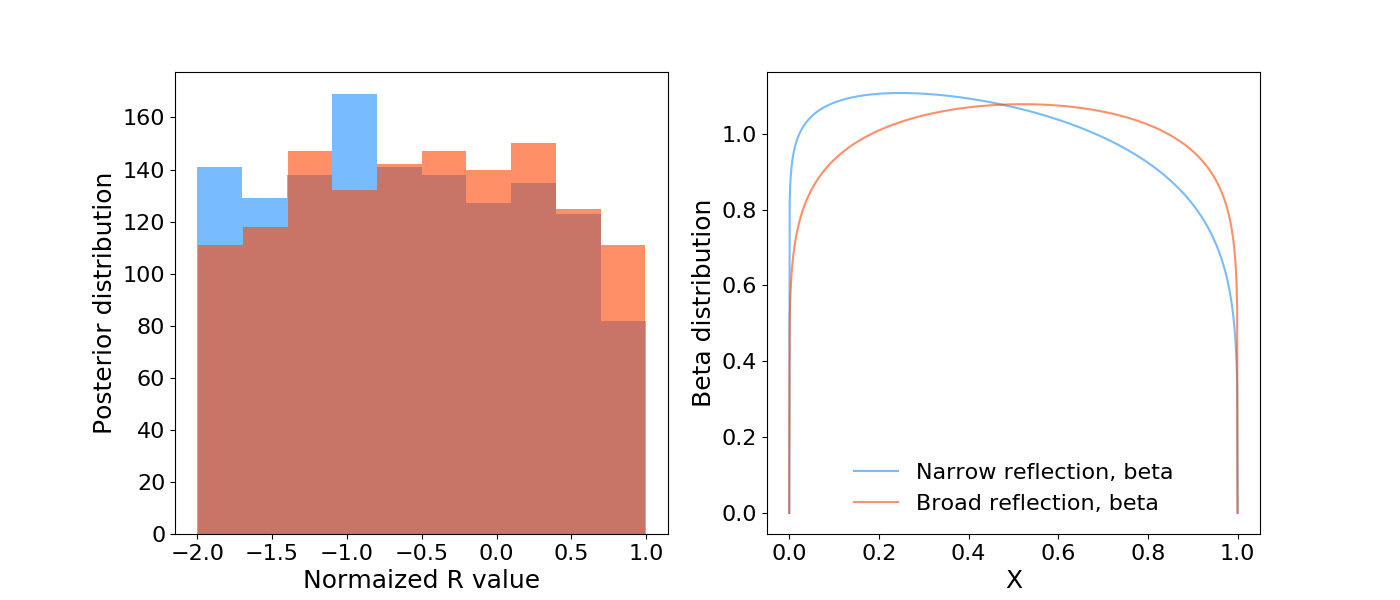 160
140
120
100
80
60
40
20
0
Posterior distribution
−2.0 −1.5 −1.0 −0.5 0.0 0.5 1.0
Normaized R value
1.0
0.8
0.6
0.4
0.2
0.0
Beta distribution
Narrow reflection, beta
Broad reflection, beta
0.0 0.2 0.4 0.6 0.8 1.0
X